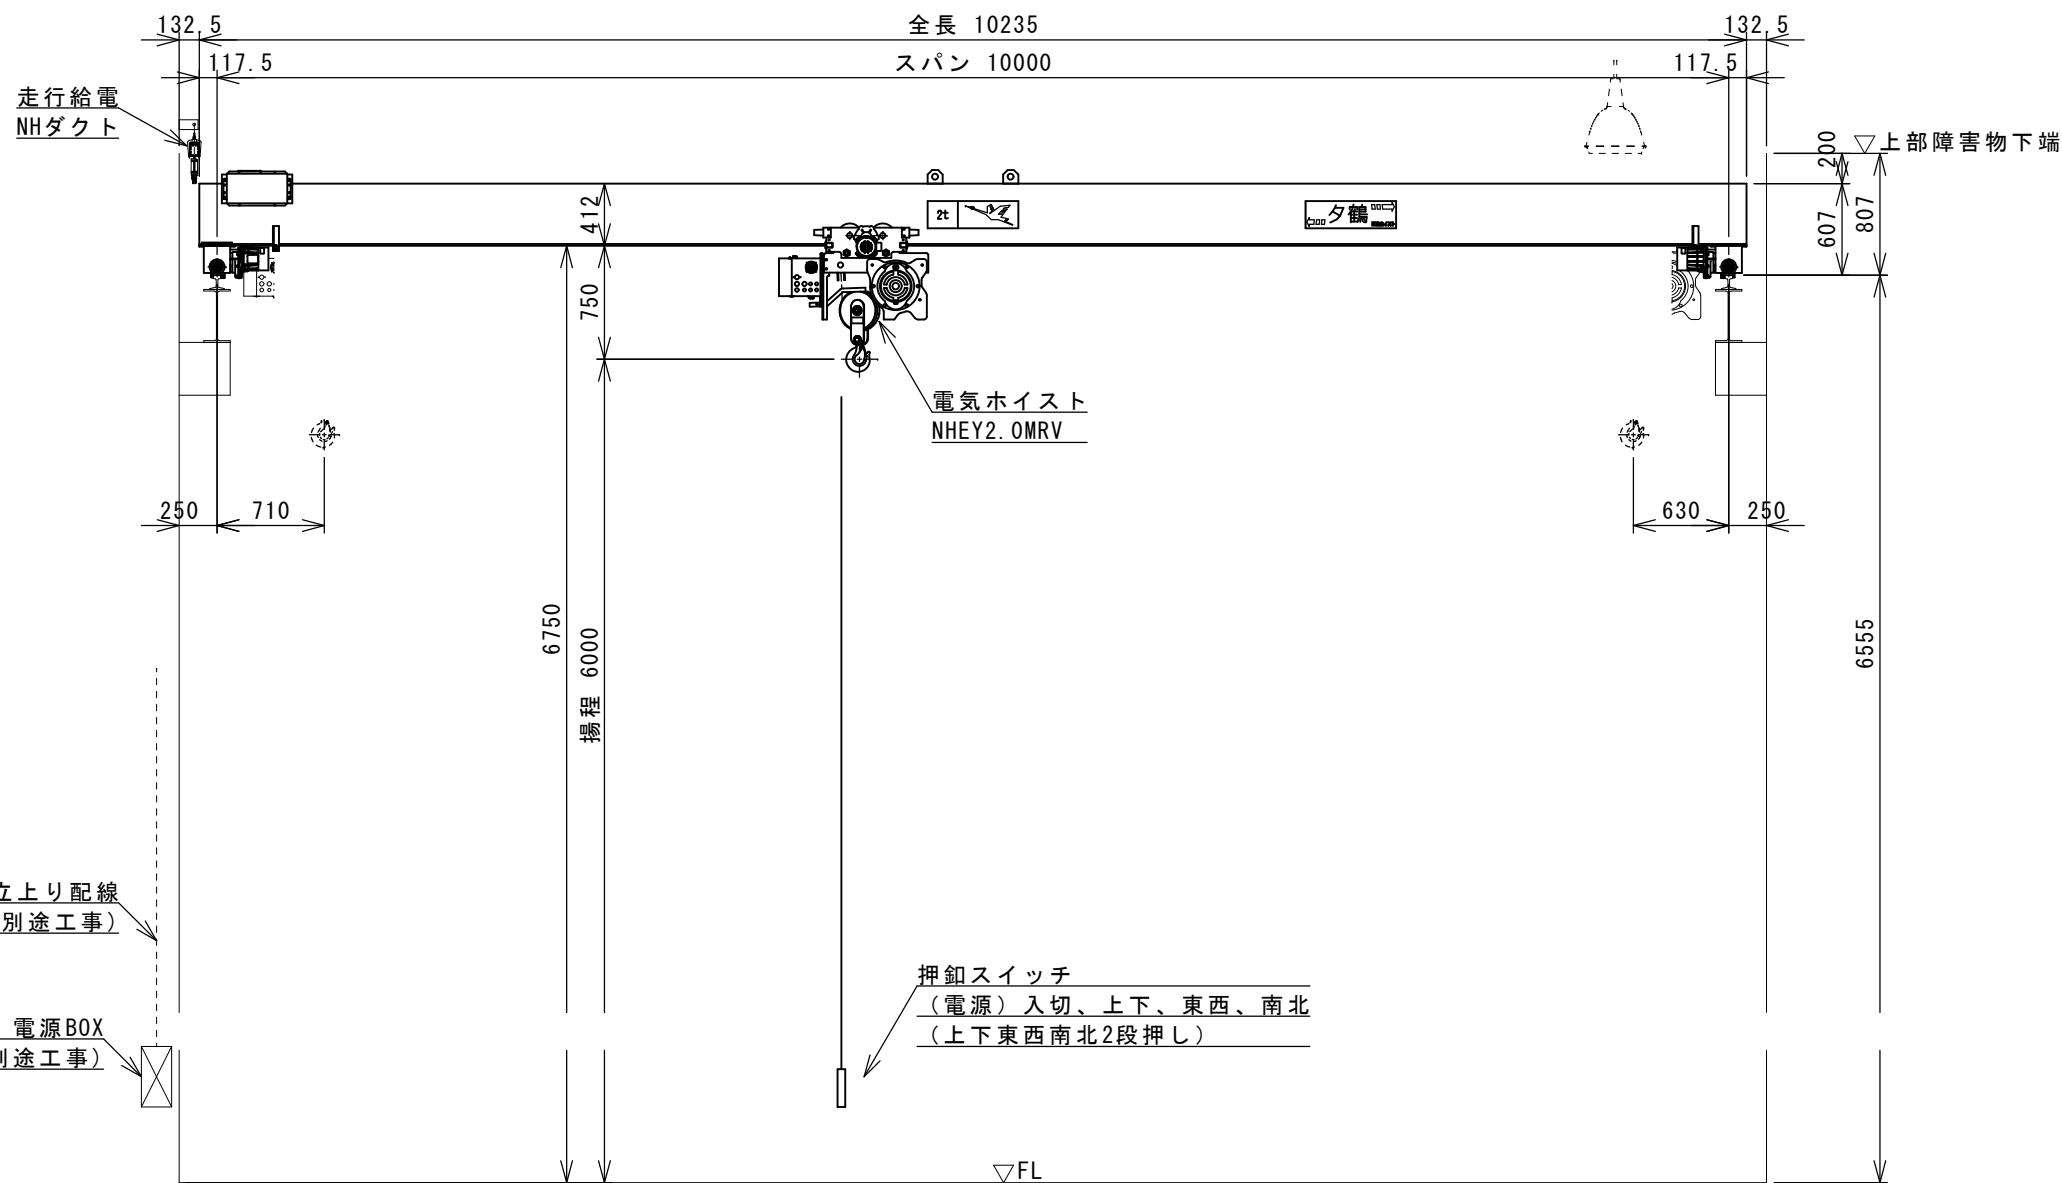 132.5
全長 10235
132.5
117.5
スパン 10000
117.5
走行給電
NHダクト
200
上部障害物下端
412
2t
夕鶴
607
807
750
電気ホイスト
NHEY2.0MRV
250
710
630
250
6750
揚程 6000
6555
立上り配線
別途工事)
電源BOX
別途工事)
押釦スイッチ
(電源)入切、上下、東西、南北
(上下東西南北2段押し)
FL